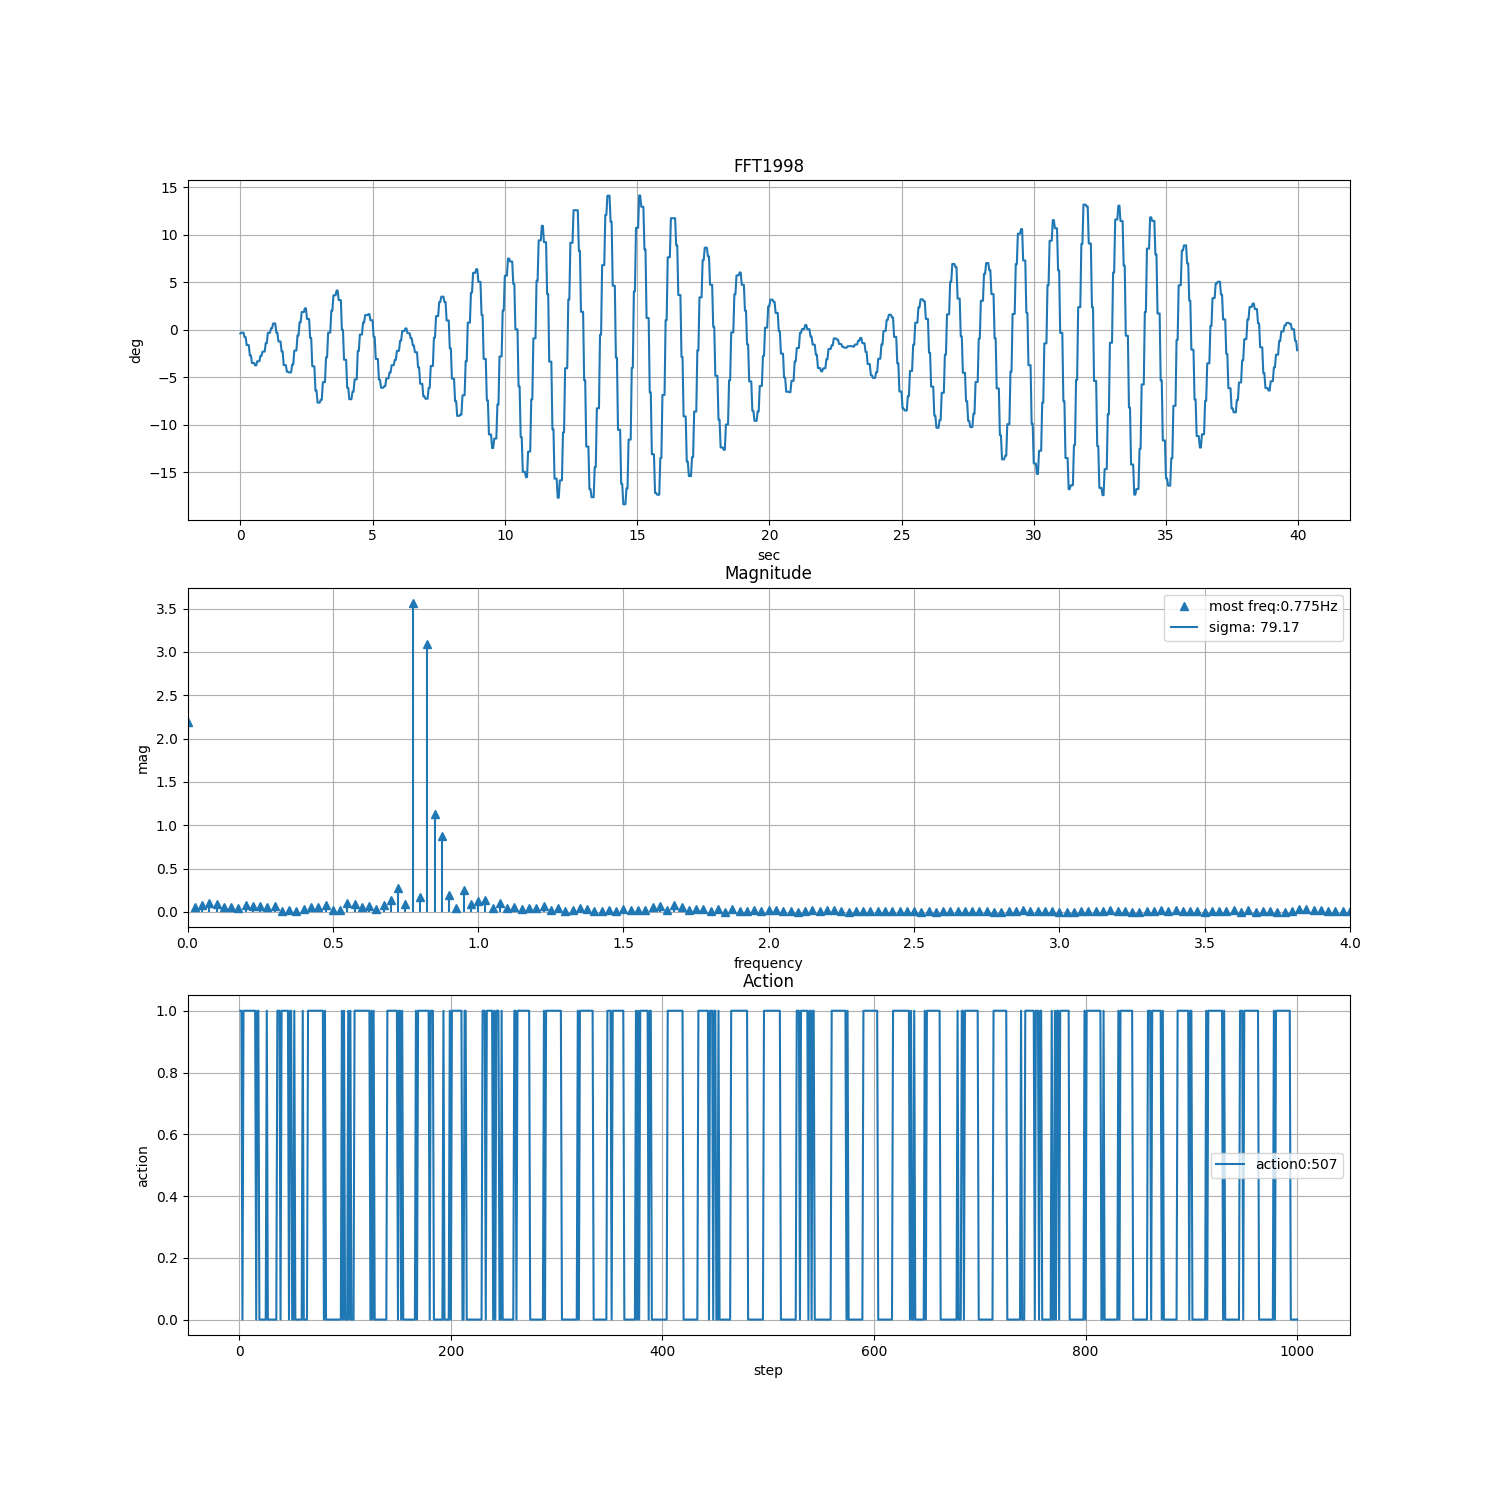 FFT1998
15
10
5
0
−5
−10
−15
deg
0 5 10 15 20 25 30 35 40
sec
Magnitude
most freq:0.775Hz
sigma: 79.17
3.5
3.0
2.5
2.0
1.5
1.0
0.5
0.0
mag
0.0 0.5 1.0 1.5 2.0 2.5 3.0 3.5 4.0
frequency
Action
1.0
0.8
0.6
0.4
0.2
0.0
action
action0:507
0 200 400 600 800 1000
step